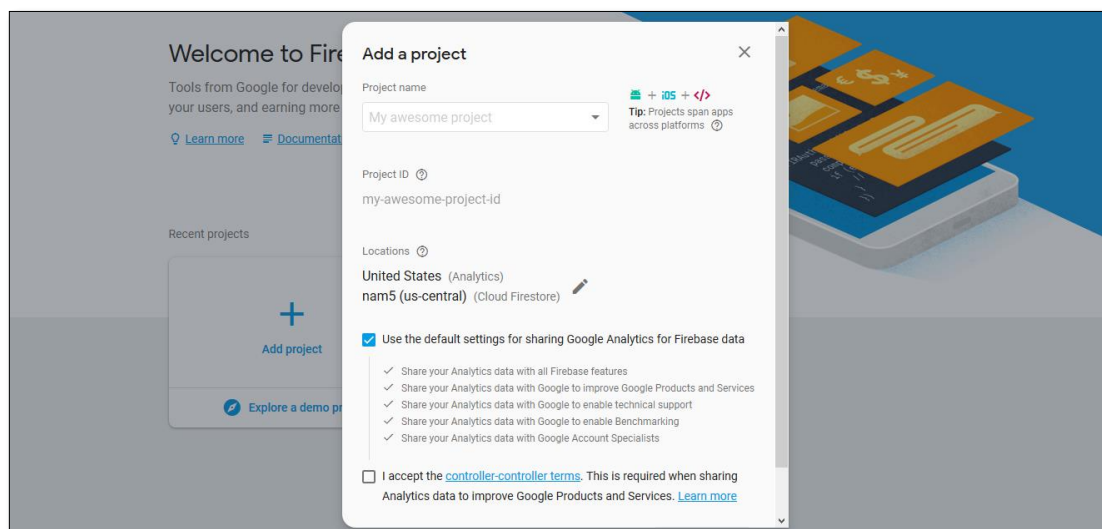 Welcome to Fire
Tools from Google for develo
your users, and earning more
Learn more Documentat
Recent projects
Add project
Explore a demo pr
Add a project
Project name
My awesome project
+ iOS + </>
Tip: Projects span apps
across platforms
Project ID
my-awesome-project-id
Locations
United States (Analytics)
nam5 (us-central) (Cloud Firestore)
Use the default settings for sharing Google Analytics for Firebase data
Share your Analytics data with all Firebase features
Share your Analytics data with Google to improve Google Products and Services
Share your Analytics data with Google to enable technical support
Share your Analytics data with Google to enable Benchmarking
Share your Analytics data with Google Account Specialists
I accept the controller-controller terms. This is required when sharing
Analytics data to improve Google Products and Services. Learn more